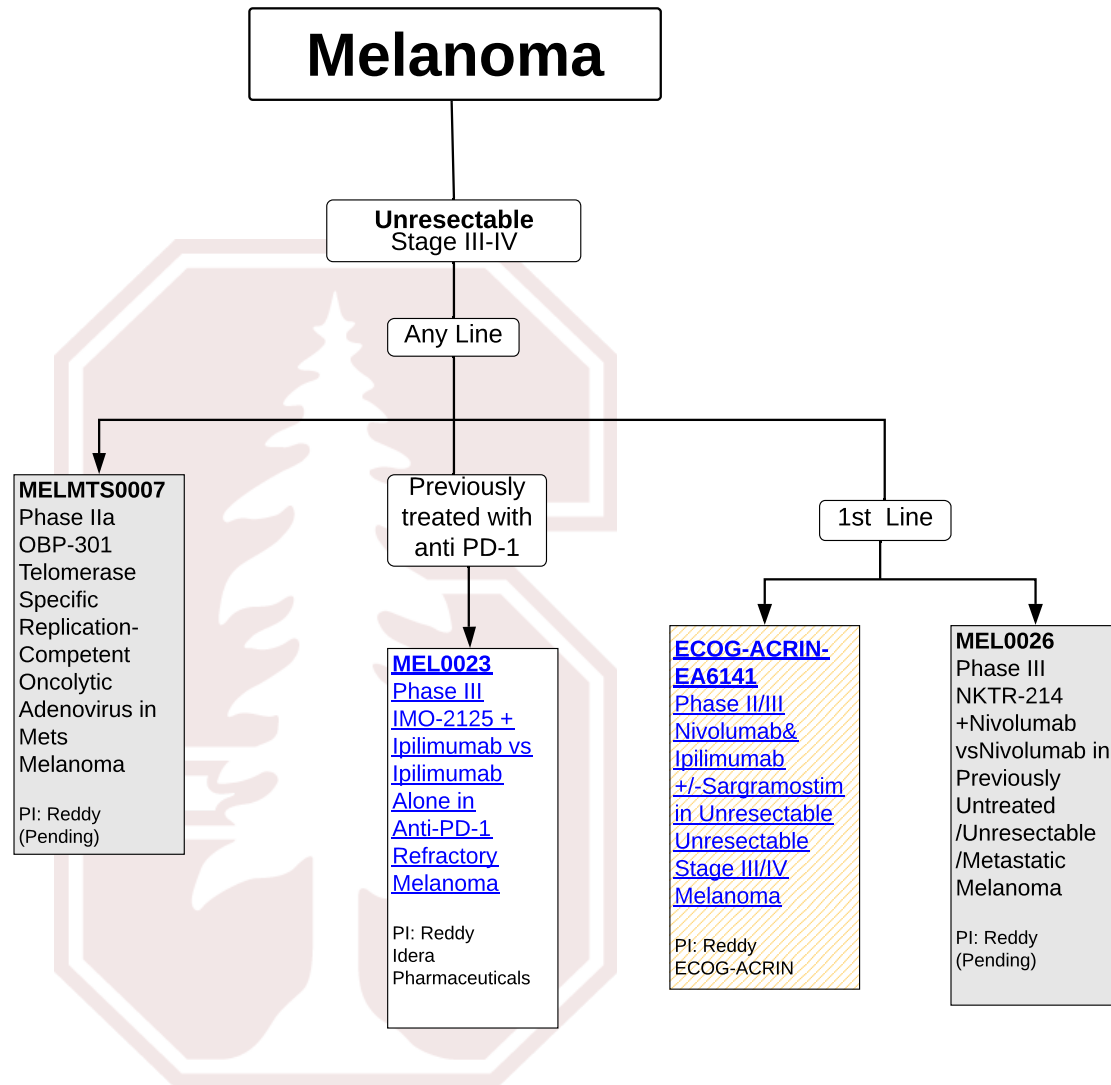 Melanoma
Unresectable
Stage III-IV
Any Line
MELMTS0007
Phase IIa
OBP-301
Telomerase
Specific
Replication-
Competent
Oncolytic
Adenovirus in
Mets
Melanoma
PI: Reddy
(Pending)
Previously
treated with
anti PD-1
MEL0023
Phase III
IMO-2125 +
Ipilimumab vs
Ipilimumab
Alone in
Anti-PD-1
Refractory
Melanoma
PI: Reddy
Idera
Pharmaceuticals
1st Line
ECOG-ACRIN-
EA6141
Phase II/III
Nivolumab&
Ipilimumab
+/-Sargramostim
in Unresectable
Unresectable
Stage III/IV
Melanoma
PI: Reddy
ECOG-ACRIN
MEL0026
Phase III
NKTR-214
+Nivolumab
vsNivolumab in
Previously
Untreated
/Unresectable
/Metastatic
Melanoma
PI: Reddy
(Pending)